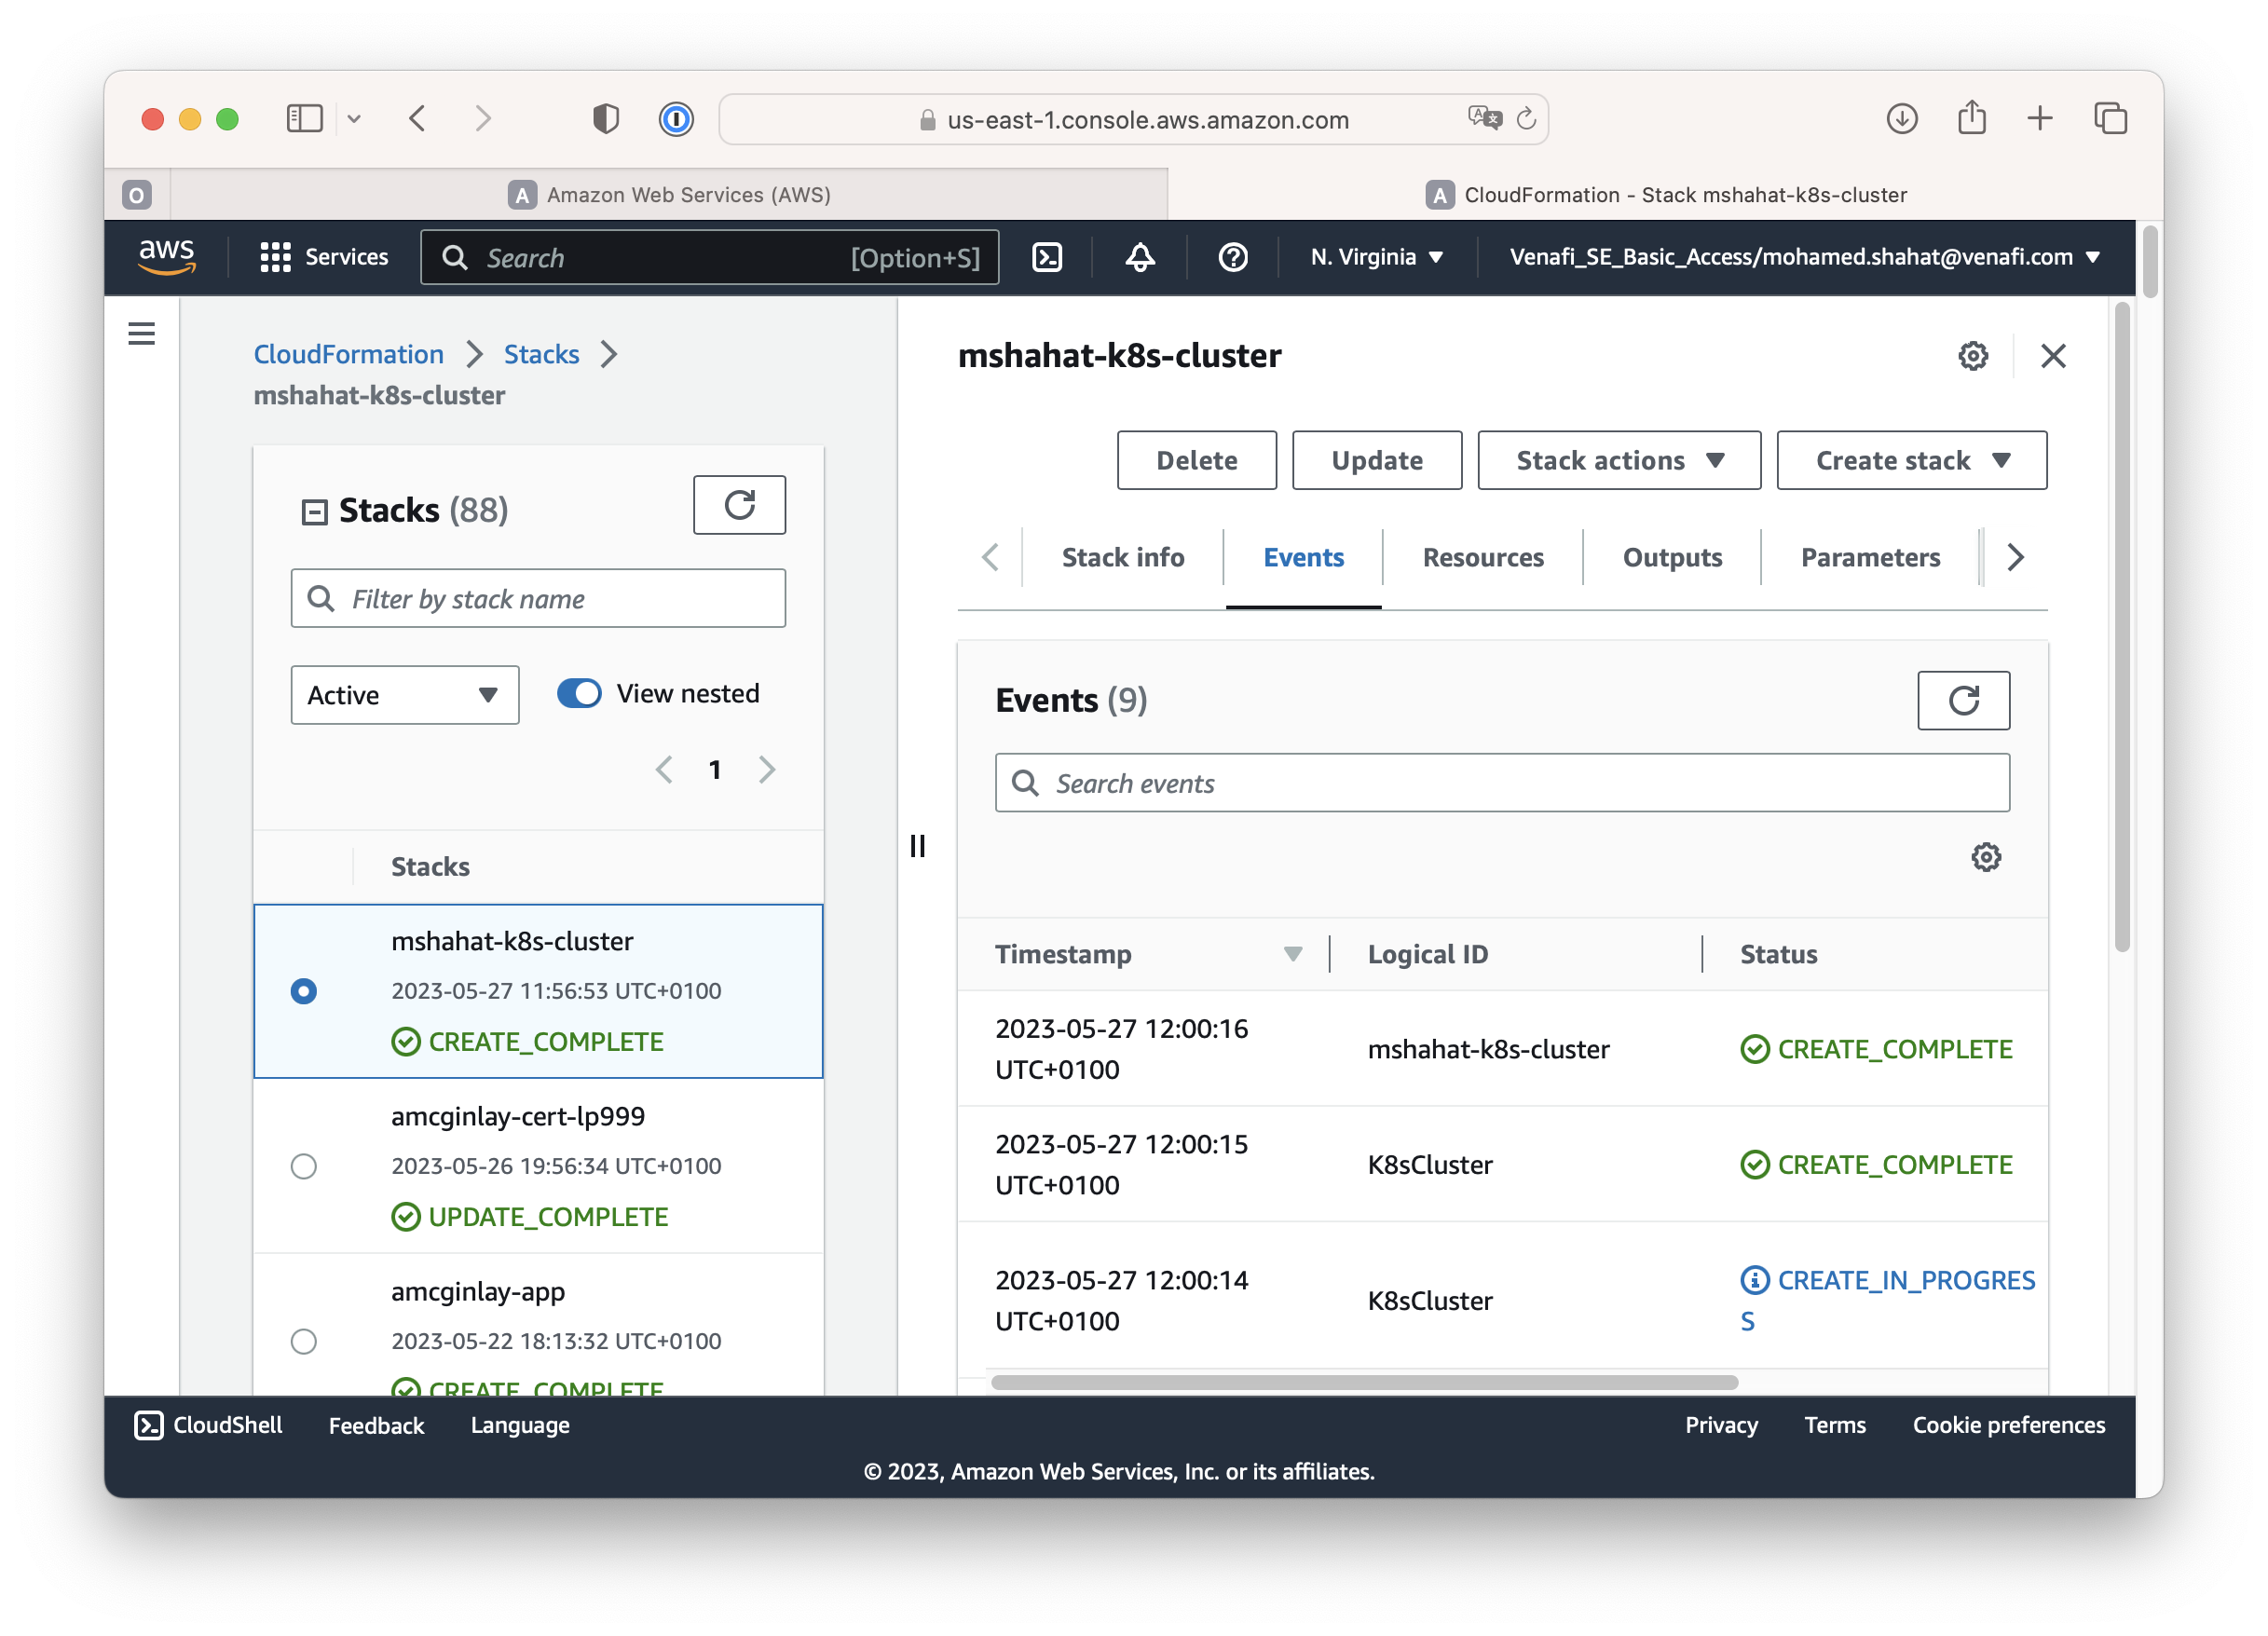 us-east-1.console.aws.amazon.com
O
A Amazon Web Services (AWS)
A CloudFormation - Stack mshahat-k8s-cluster
aws
Services
Search [Option+S]
N. Virginia
Venafi_SE_Basic_Access/mohamed.shahat@venafi.com
CloudFormation
Stacks
mshahat-k8s-cluster
Stacks (88)
Filter by stack name
Active
View nested
1
Stacks
mshahat-k8s-cluster
2023-05-27 11:56:53 UTC+0100
CREATE_COMPLETE
amcginlay-cert-lp999
2023-05-26 19:56:34 UTC+0100
UPDATE_COMPLETE
amcginlay-app
2023-05-22 18:13:32 UTC+0100
CREATE_COMPLETE
mshahat-k8s-cluster
Delete
Update
Stack actions
Create stack
Stack info
Events
Resources
Outputs
Parameters
Events (9)
Search events
Timestamp
Logical ID
Status
2023-05-27 12:00:16
UTC+0100
mshahat-k8s-cluster
CREATE_COMPLETE
2023-05-27 12:00:15
UTC+0100
K8sCluster
CREATE_COMPLETE
2023-05-27 12:00:14
UTC+0100
K8sCluster
CREATE_IN_PROGRES
S
CloudShell
Feedback
Language
Privacy
Terms
Cookie preferences
© 2023, Amazon Web Services, Inc. or its affiliates.